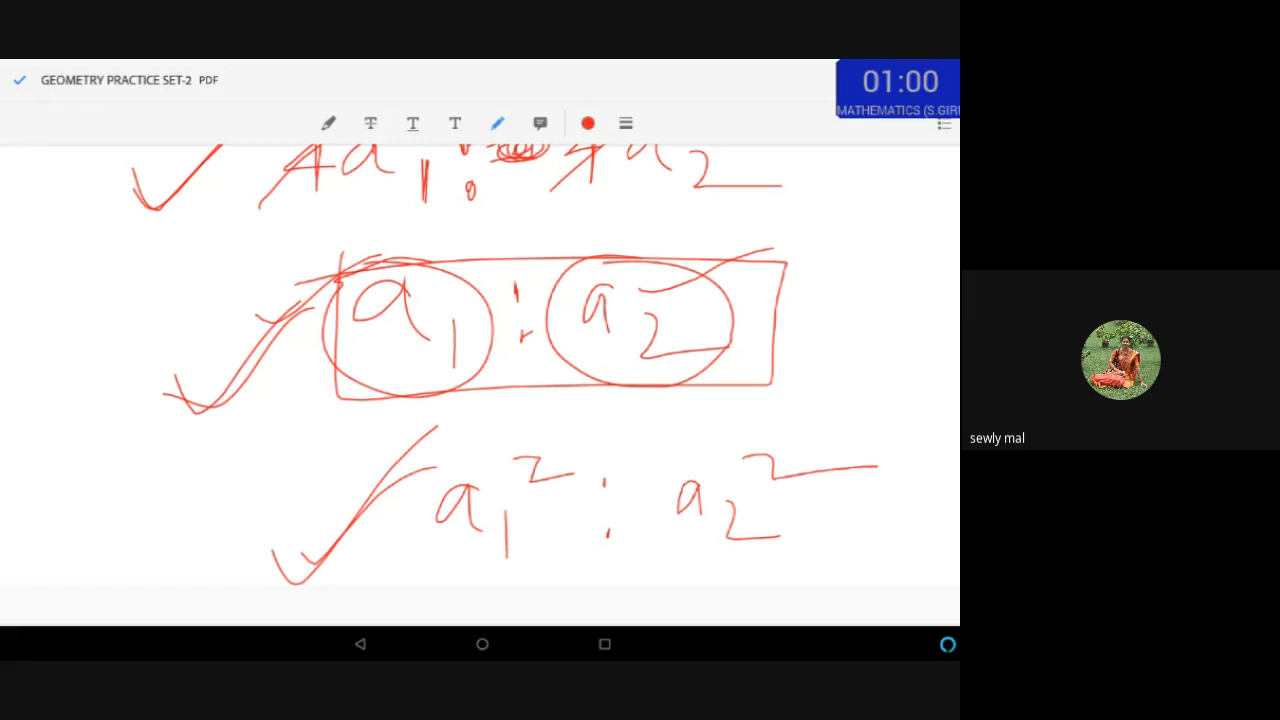 GEOMETRY PRACTICE SET-2 PDF
01:00
MATHEMATICS (S.GIRI
4a₁ : 4a₂
a₁ : a₂
a₁² : a₂²
sewly mal